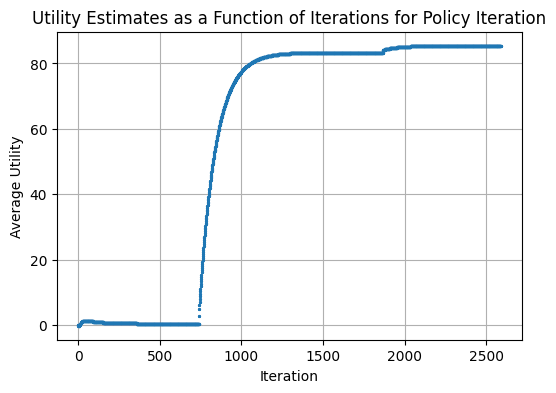 Utility Estimates as a Function of Iterations for Policy Iteration
Average Utility
80
60
40
20
0
0 500 1000 1500 2000 2500
Iteration